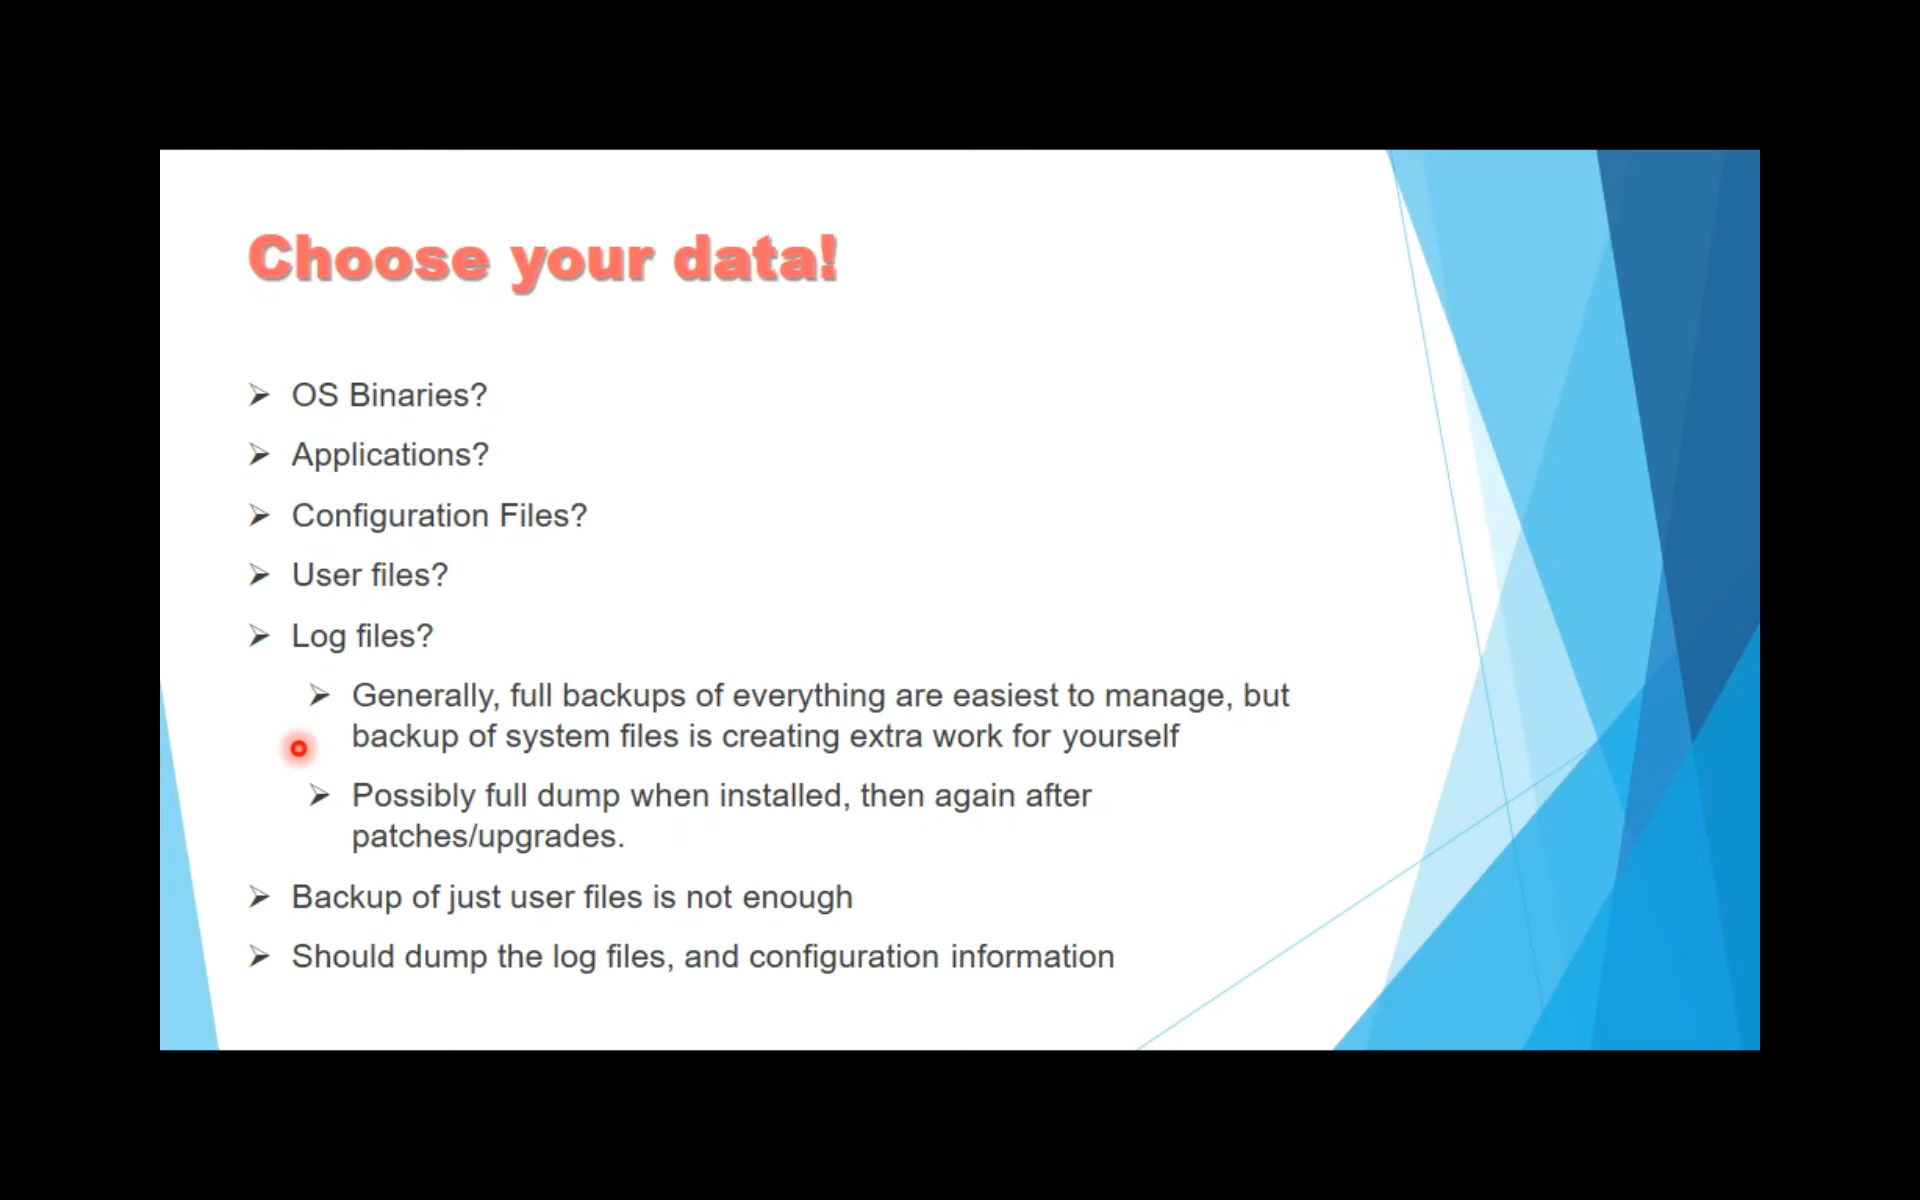 Choose your data!
➢ OS Binaries?
➢ Applications?
➢ Configuration Files?
➢ User files?
➢ Log files?
➢ Generally, full backups of everything are easiest to manage, but
backup of system files is creating extra work for yourself
➢ Possibly full dump when installed, then again after
patches/upgrades.
➢ Backup of just user files is not enough
➢ Should dump the log files, and configuration information